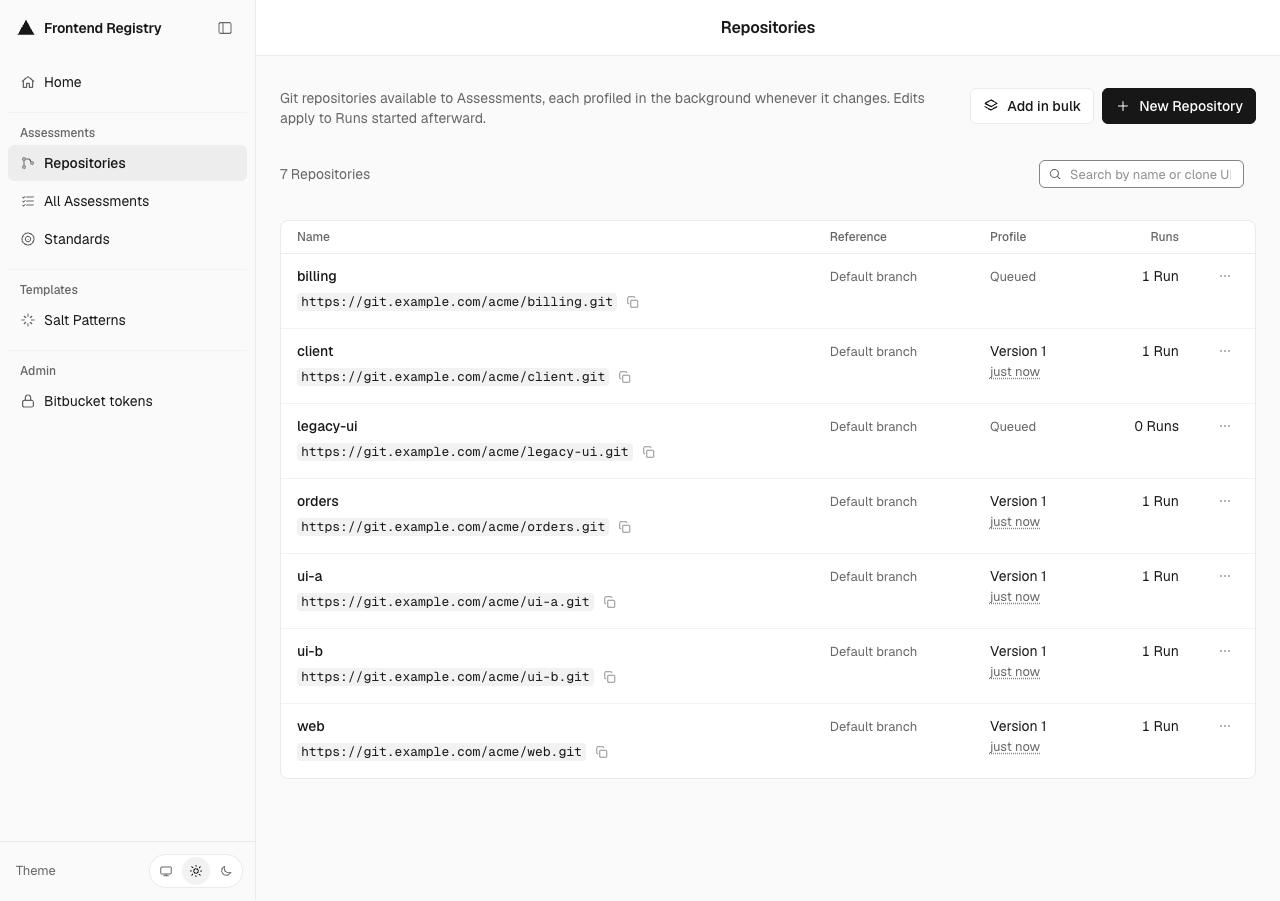 Frontend Registry
Home
Assessments
Repositories
All Assessments
Standards
Templates
Salt Patterns
Admin
Bitbucket tokens
Theme
Repositories
Git repositories available to Assessments, each profiled in the background whenever it changes. Edits
apply to Runs started afterward.
Add in bulk
New Repository
7 Repositories
Search by name or clone U
Name Reference Profile Runs
billing Default branch Queued 1 Run
https://git.example.com/acme/billing.git
client Default branch Version 1 1 Run
https://git.example.com/acme/client.git just now
legacy-ui Default branch Queued 0 Runs
https://git.example.com/acme/legacy-ui.git
orders Default branch Version 1 1 Run
https://git.example.com/acme/orders.git just now
ui-a Default branch Version 1 1 Run
https://git.example.com/acme/ui-a.git just now
ui-b Default branch Version 1 1 Run
https://git.example.com/acme/ui-b.git just now
web Default branch Version 1 1 Run
https://git.example.com/acme/web.git just now